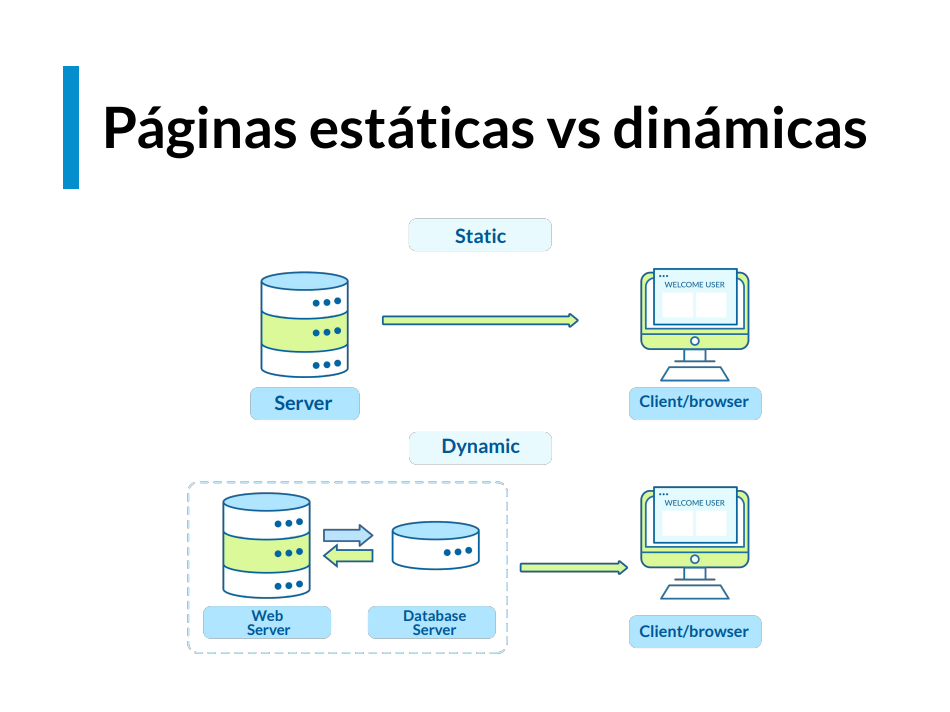 Páginas estáticas vs dinámicas
Static
WELCOME USER
Server
Client/browser
Dynamic
WELCOME USER
Web
Server
Database
Server
Client/browser